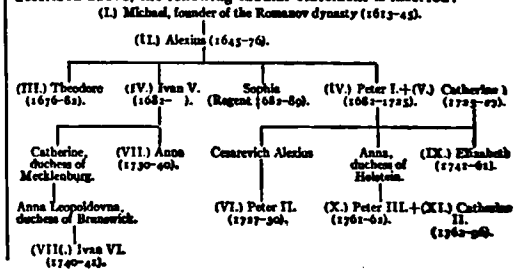 (I.) Michael, founder of the Romanov dynasty (1613-45).
(II.) Alexius (1645-76)
(III.) Theodore (IV.) Ivan V. Sophia (IV.) Peter I.+(V.) Catherine I
(1676-82). (1682- ). (Regent 1682-89). (1682-1725). (1725-27).
Catherine, (VII.) Anne Cesarevich Alexius Anna, (IX.) Elizabeth
duchess of (1730-40). duchess of (1741-61).
Mecklenburg. Holstein.
Anna Leopoldovna, (VI.) Peter II. (X.) Peter III.+(XI.) Catherine
duchess of Brunswick. (1727-30). (1761-62). II.
(1762-96).
(VIII.) Ivan VI.
(1740-41).